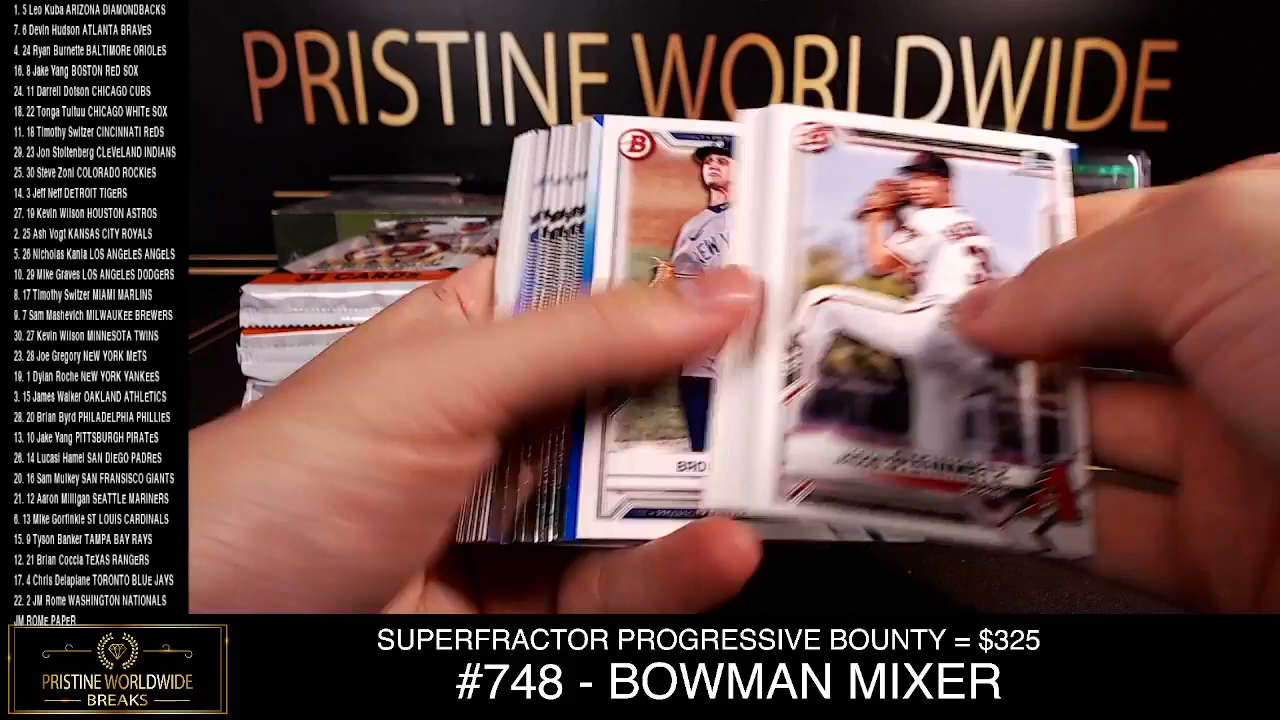 1. 5 Leo Kuba ARIZONA DIAMONDBACKS
7. 6 Devin Hudson ATLANTA BRAVES
4. 24 Ryan Burnette BALTIMORE ORIOLES
16. 8 Jake Yang BOSTON RED SOX
24. 11 Darrell Dotson CHICAGO CUBS
18. 22 Tonga Tuituu CHICAGO WHITE SOX
11. 18 Timothy Switzer CINCINNATI REDS
29. 23 Jon Stoltenberg CLEVELAND INDIANS
25. 30 Steve Zoni COLORADO ROCKIES
14. 3 Jeff Neff DETROIT TIGERS
27. 19 Kevin Wilson HOUSTON ASTROS
2. 25 Ash Vogt KANSAS CITY ROYALS
5. 26 Nicholas Kania LOS ANGELES ANGELS
10. 29 Mike Graves LOS ANGELES DODGERS
8. 17 Timothy Switzer MIAMI MARLINS
9. 7 Sam Mashevich MILWAUKEE BREWERS
30. 27 Kevin Wilson MINNESOTA TWINS
23. 28 Joe Gregory NEW YORK METS
19. 1 Dylan Roche NEW YORK YANKEES
3. 15 James Walker OAKLAND ATHLETICS
28. 20 Brian Byrd PHILADELPHIA PHILLIES
13. 10 Jake Yang PITTSBURGH PIRATES
26. 14 Lucasl Hamel SAN DIEGO PADRES
20. 16 Sam Mulkey SAN FRANSISCO GIANTS
21. 12 Aaron Milligan SEATTLE MARINERS
6. 13 Mike Gorfinkle ST LOUIS CARDINALS
15. 9 Tyson Banker TAMPA BAY RAYS
12. 21 Brian Coccia TEXAS RANGERS
17. 4 Chris Delaplane TORONTO BLUE JAYS
22. 2 JM Rome WASHINGTON NATIONALS
JM ROME PAPER
PRISTINE WORLDWIDE
B
NEW Y
BRO
CARDS
PRISTINE WORLDWIDE
BREAKS
SUPERFRACTOR PROGRESSIVE BOUNTY = $325
#748 - BOWMAN MIXER